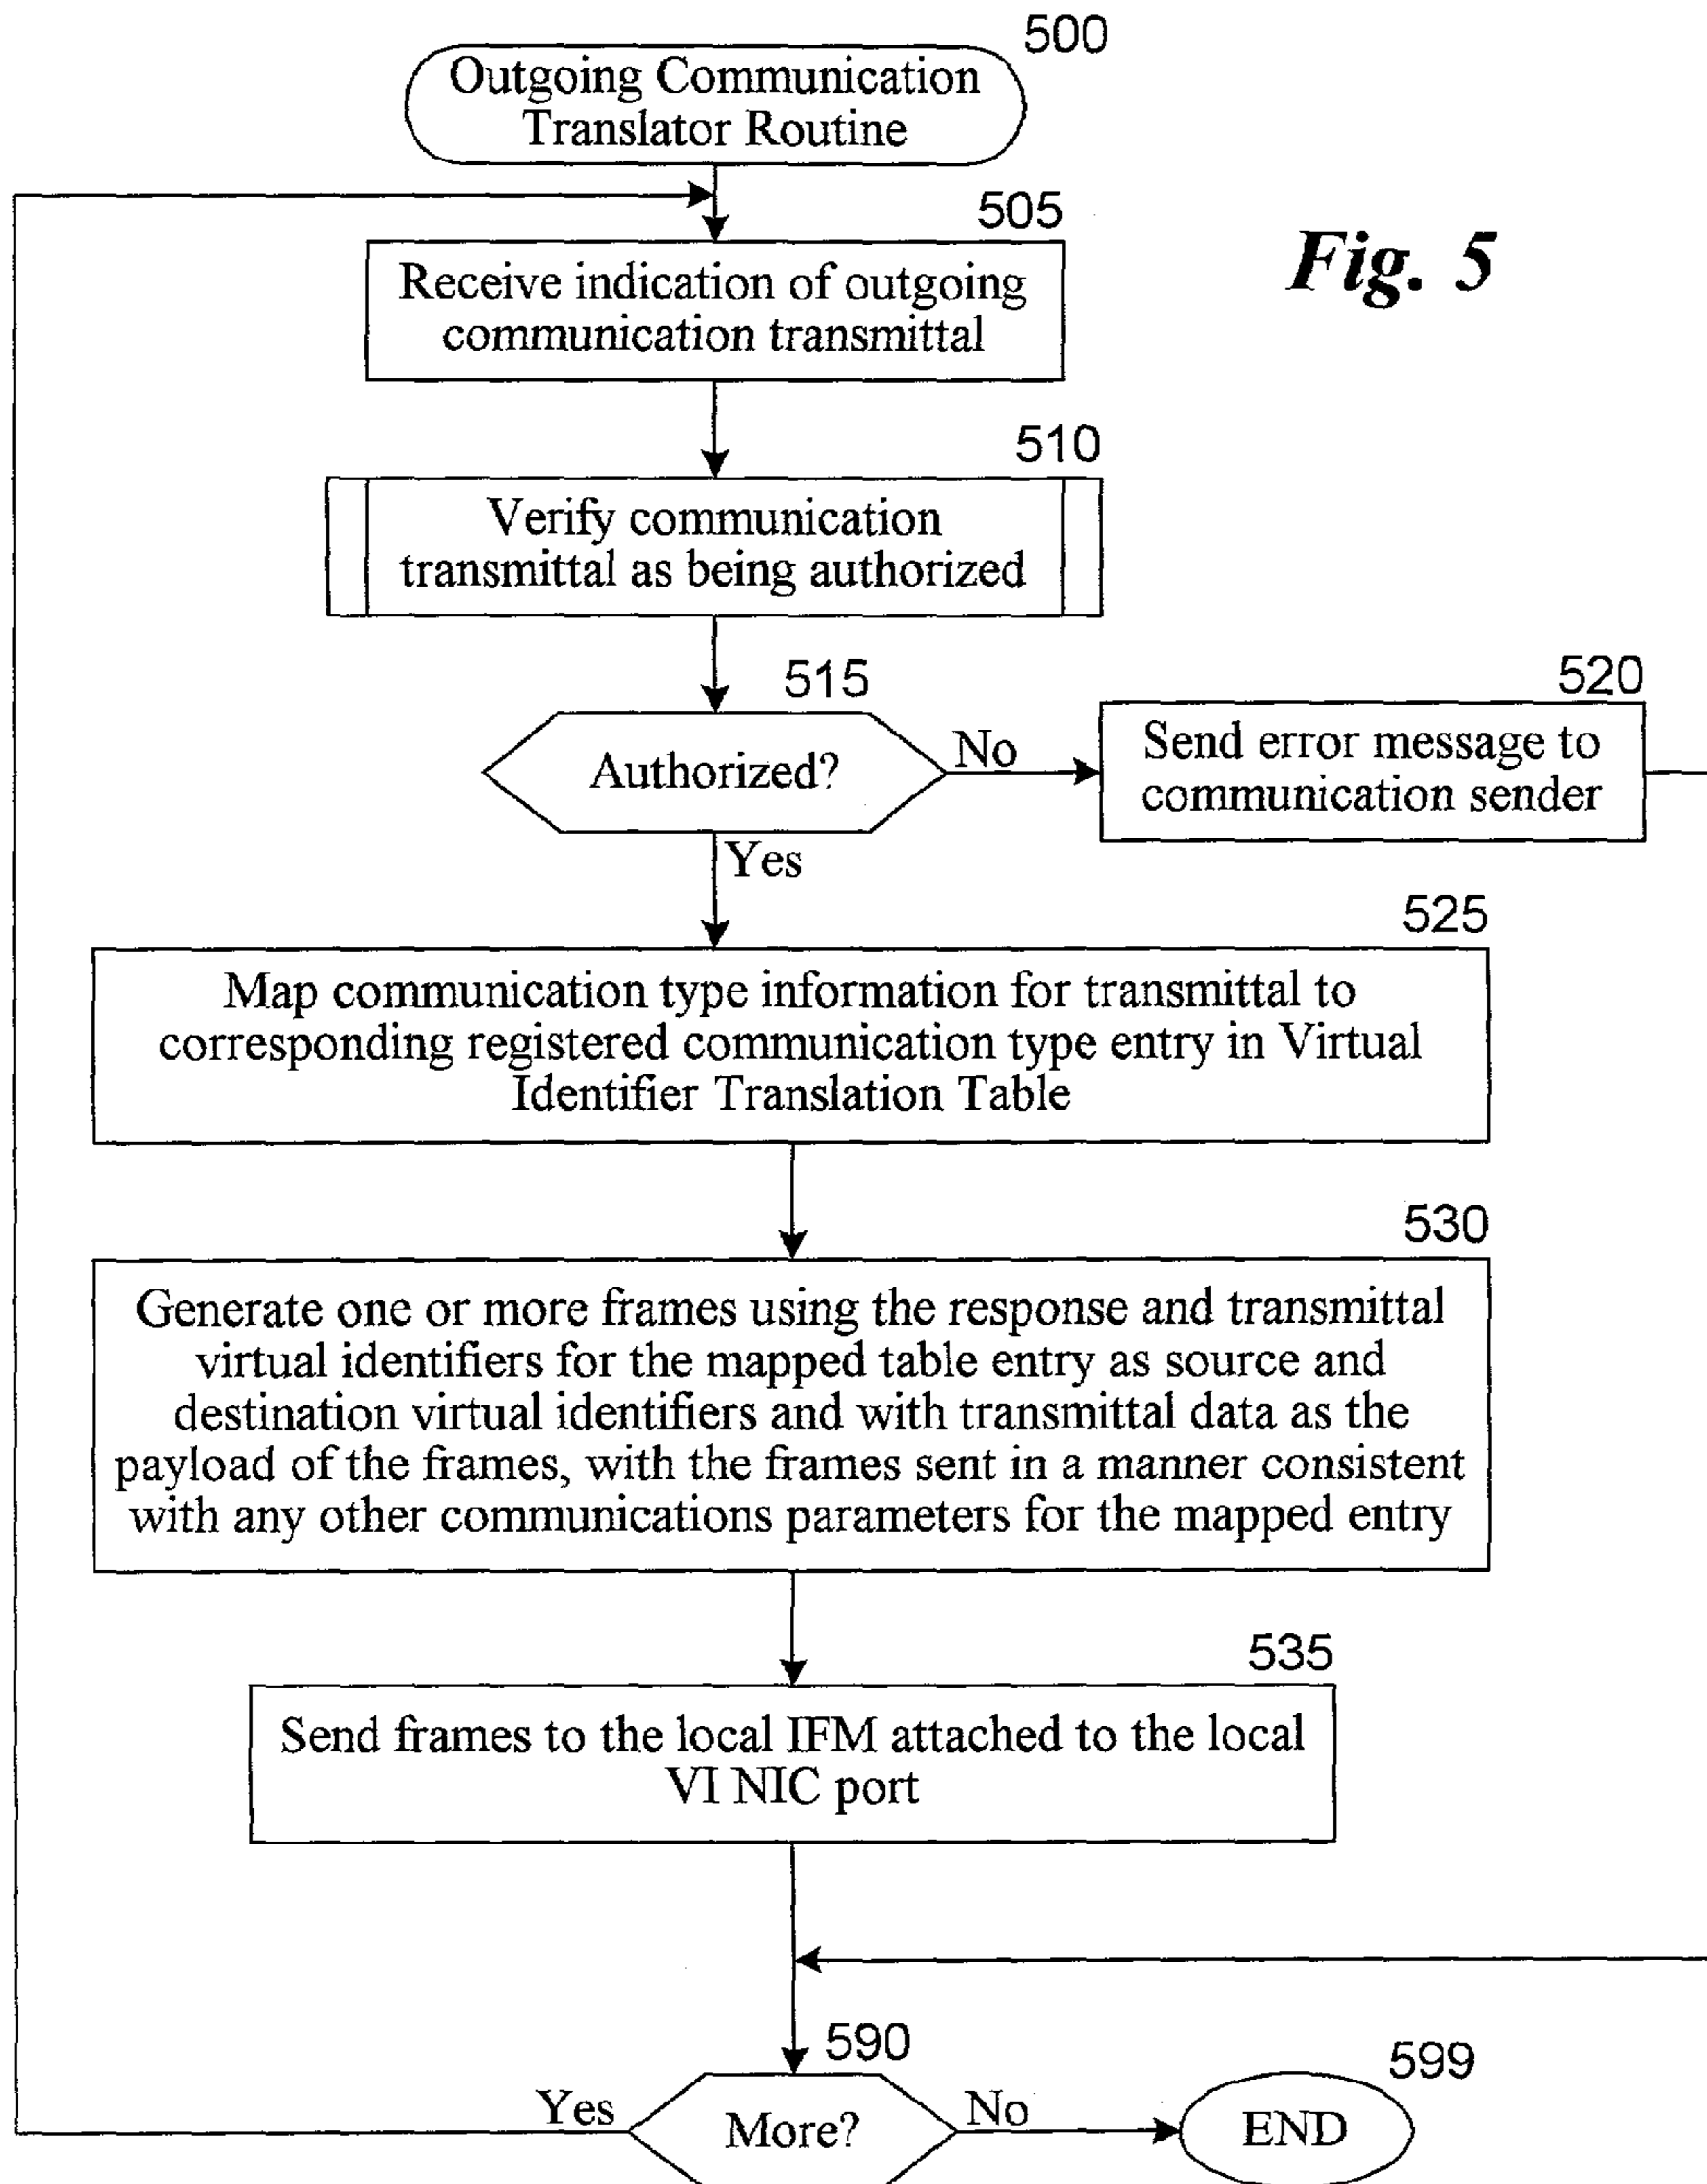 500
Outgoing Communication
Translator Routine
505
Fig. 5
Receive indication of outgoing
communication transmittal
510
Verify communication
transmittal as being authorized
515
520
Authorized?
No
Send error message to
communication sender
Yes
525
Map communication type information for transmittal to
corresponding registered communication type entry in Virtual
Identifier Translation Table
530
Generate one or more frames using the response and transmittal
virtual identifiers for the mapped table entry as source and
destination virtual identifiers and with transmittal data as the
payload of the frames, with the frames sent in a manner consistent
with any other communications parameters for the mapped entry
535
Send frames to the local IFM attached to the local
VI NIC port
590
599
Yes
More?
No
END